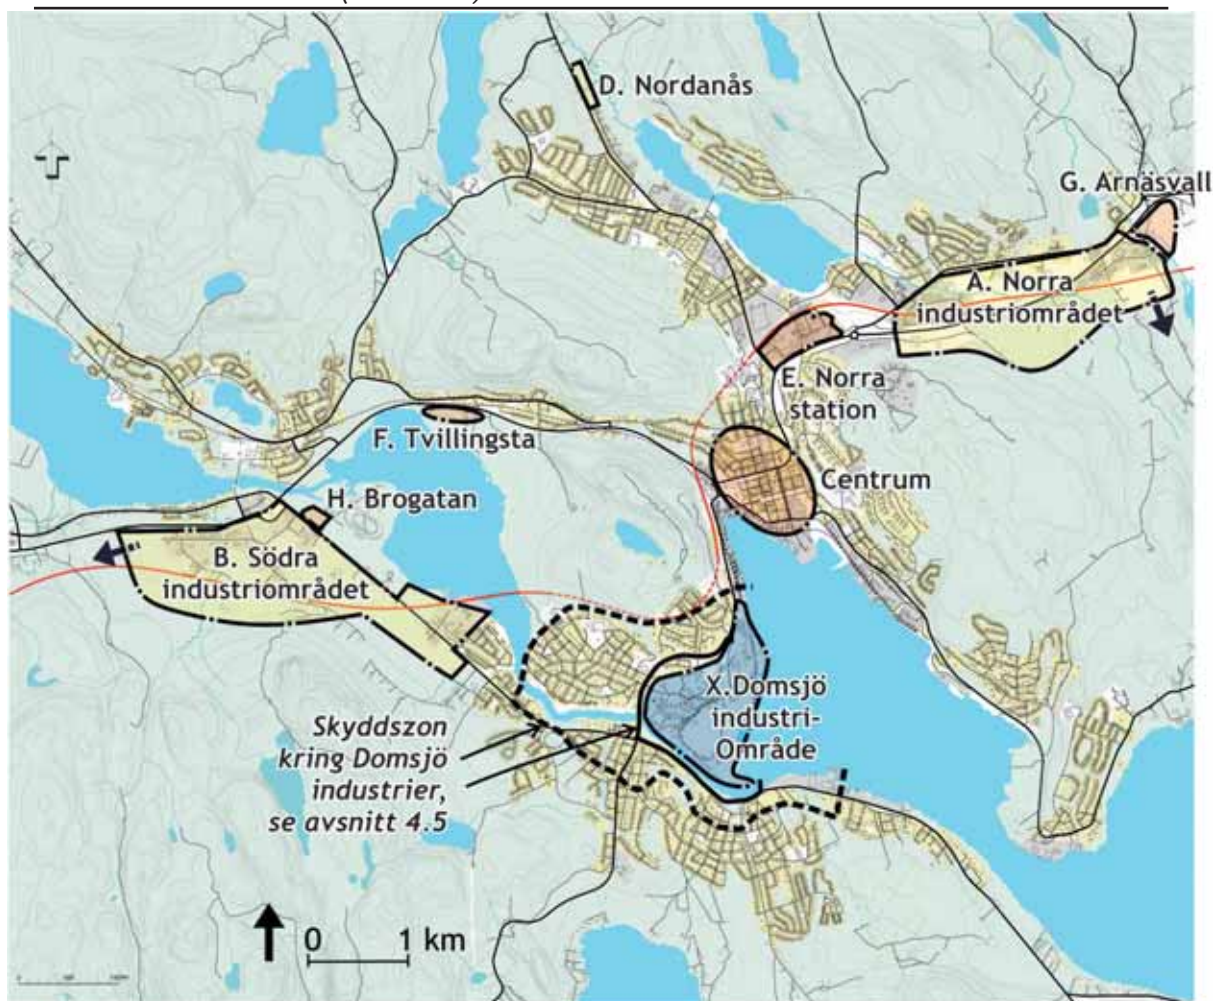 D. Nordanås
G. Arnäsvall
A. Norra
industriområdet
E. Norra
station
F. Tvillingsta
Centrum
H. Brogatan
B. Södra
industriområdet
X.Domsjö
industri-
Område
Skyddszon
kring Domsjö
industrier,
se avsnitt 4.5
0 1 km